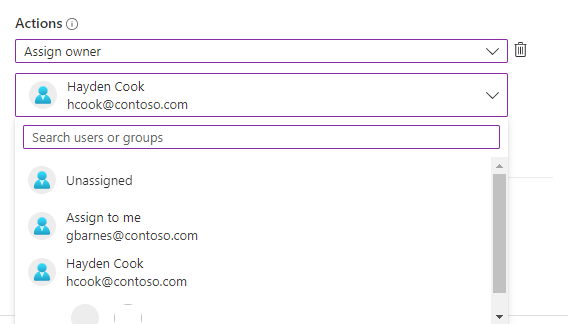 Actions
Assign owner
Hayden Cook
hcook@contoso.com
Search users or groups
Unassigned
Assign to me
gbarnes@contoso.com
Hayden Cook
hcook@contoso.com